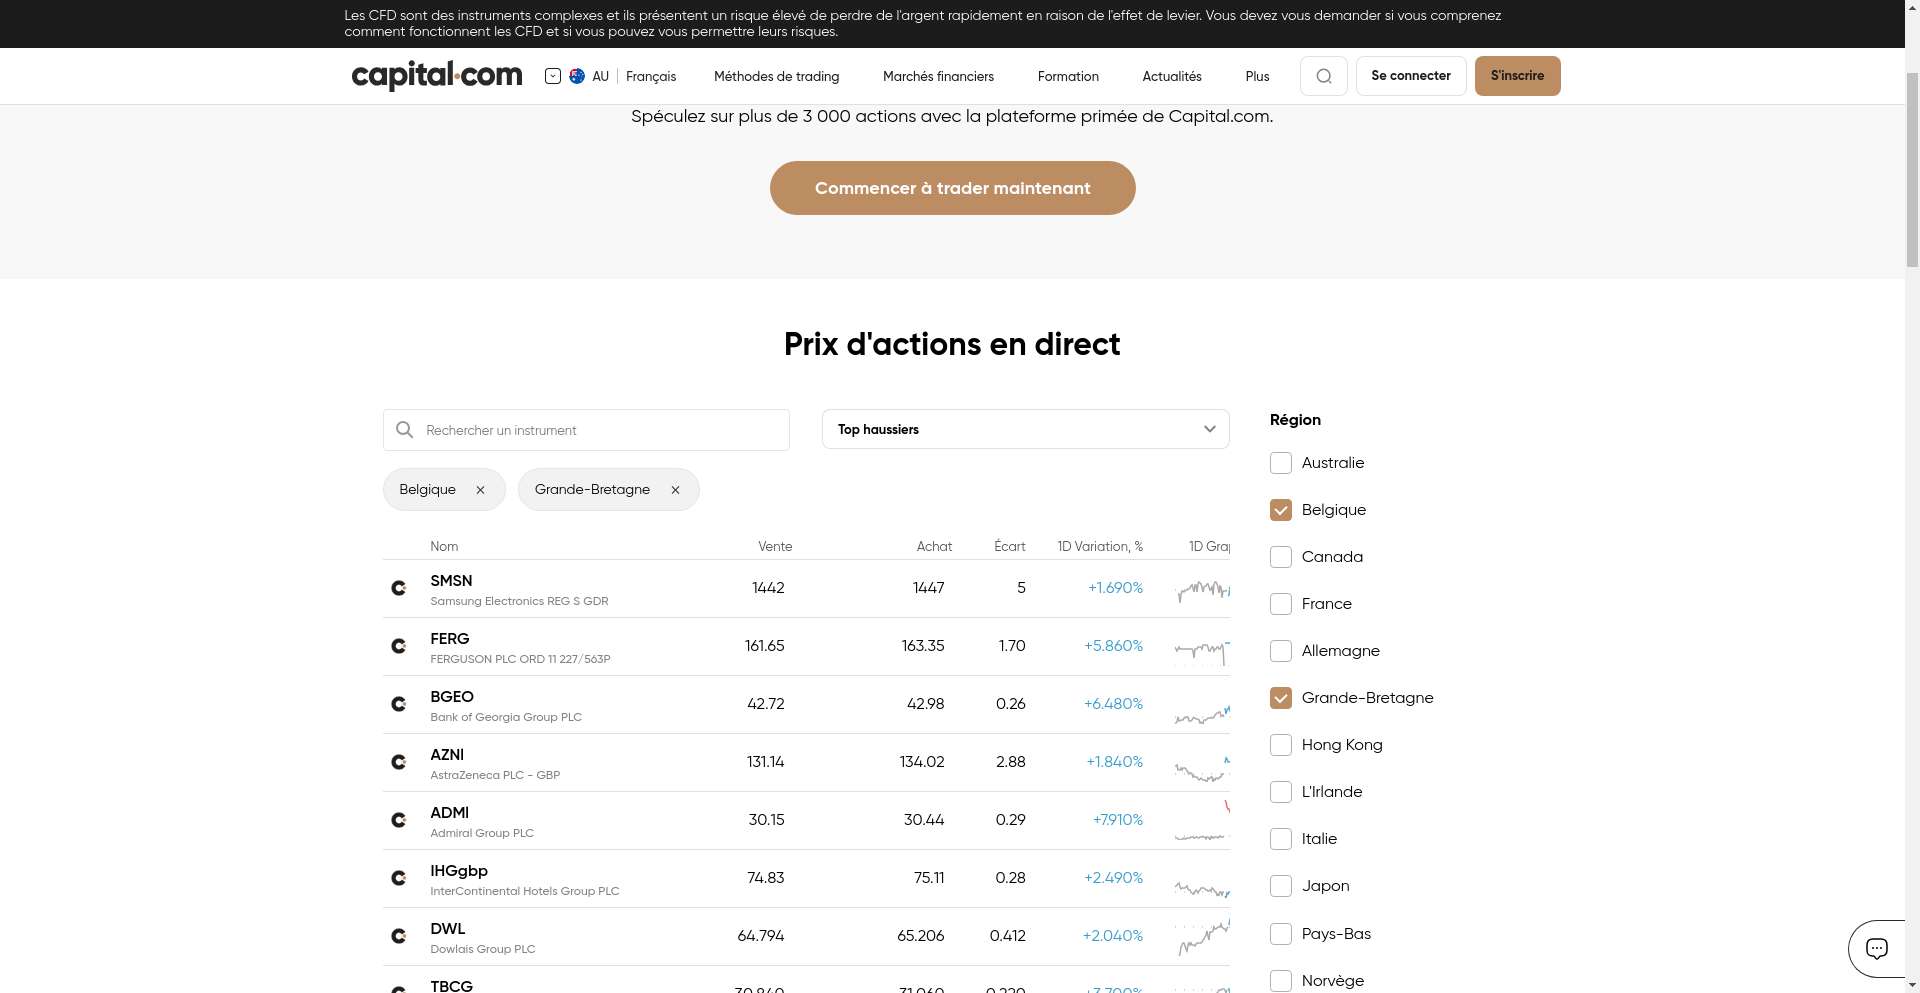 Les CFD sont des instruments complexes et ils présentent un risque élevé de perdre de l'argent rapidement en raison de l'effet de levier. Vous devez vous demander si vous comprenez
comment fonctionnent les CFD et si vous pouvez vous permettre leurs risques.
capital.com AU Français Méthodes de trading Marchés financiers Formation Actualités Plus Se connecter S'inscrire
Spéculez sur plus de 3 000 actions avec la plateforme primée de Capital.com.
Commencer à trader maintenant
Prix d'actions en direct
Rechercher un instrument
Top haussiers
Belgique × Grande-Bretagne ×
Nom Vente Achat Écart 1D Variation, % 1D
SMSN 1442 1447 5 +1.690%
Samsung Electronics REG S GDR
FERG 161.65 163.35 1.70 +5.860%
FERGUSON PLC ORD 11 227/563P
BGEO 42.72 42.98 0.26 +6.480%
Bank of Georgia Group PLC
AZNl 131.14 134.02 2.88 +1.840%
AstraZeneca PLC - GBP
ADMl 30.15 30.44 0.29 +7.910%
Admiral Group PLC
IHGgbp 74.83 75.11 0.28 +2.490%
InterContinental Hotels Group PLC
DWL 64.794 65.206 0.412 +2.040%
Dowlais Group PLC
TBCG 30.840 31.060 0.220 +3.700%
Région
Australie
Belgique
Canada
France
Allemagne
Grande-Bretagne
Hong Kong
L'Irlande
Italie
Japon
Pays-Bas
Norvège